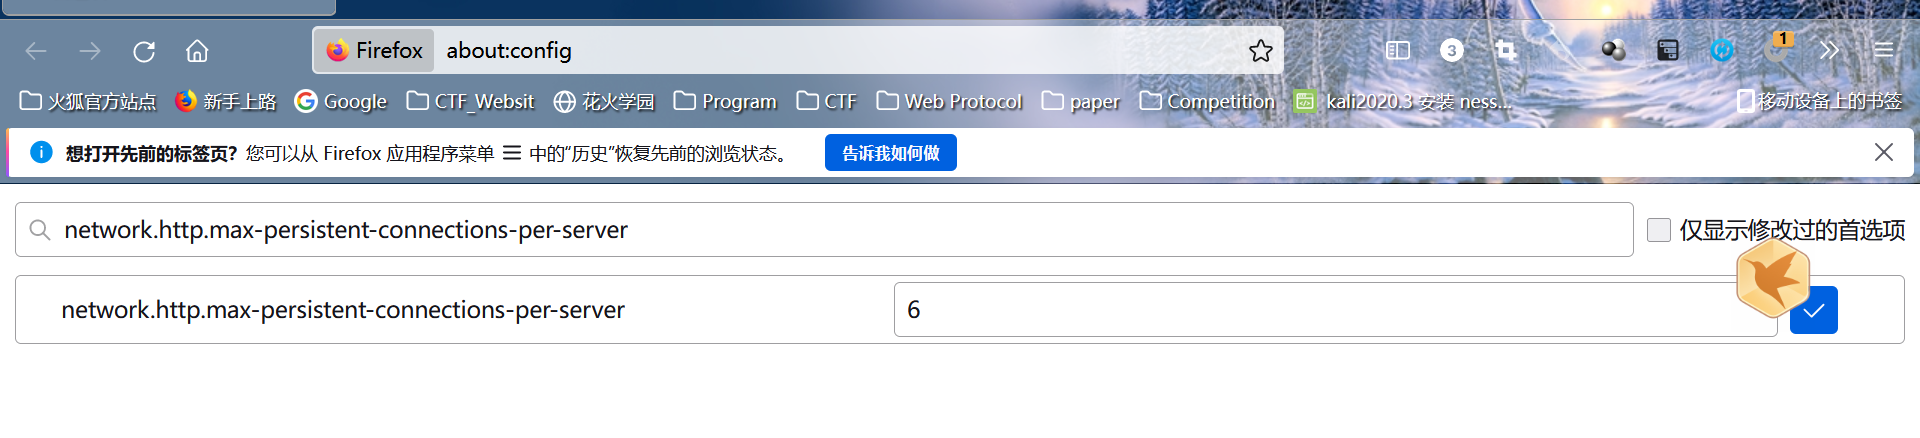 Firefox about:config
3
1
火狐官方站点 新手上路 Google CTF_Websit 花火学园 Program CTF Web Protocol paper Competition kali2020.3 安装 ness... 移动设备上的书签
想打开先前的标签页？您可以从 Firefox 应用程序菜单 ☰ 中的“历史”恢复先前的浏览状态。 告诉我如何做
network.http.max-persistent-connections-per-server 仅显示修改过的首选项
network.http.max-persistent-connections-per-server 6